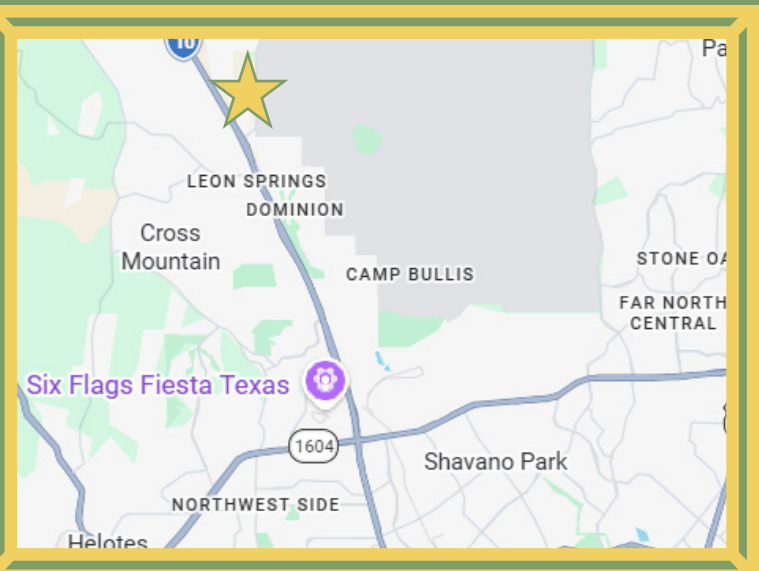 10
Pa
LEON SPRINGS
DOMINION
Cross
Mountain
CAMP BULLIS
STONE OA
FAR NORTH
CENTRAL
Six Flags Fiesta Texas
1604
Shavano Park
NORTHWEST SIDE
Helotes